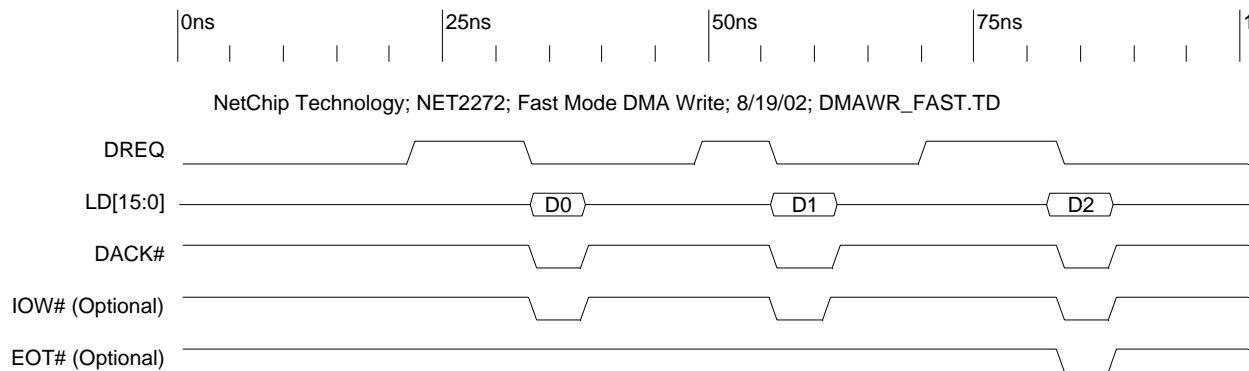 0ns 25ns 50ns 75ns 1
NetChip Technology; NET2272; Fast Mode DMA Write; 8/19/02; DMAWR_FAST.TD
DREQ
LD[15:0] D0 D1 D2
DACK#
IOW# (Optional)
EOT# (Optional)